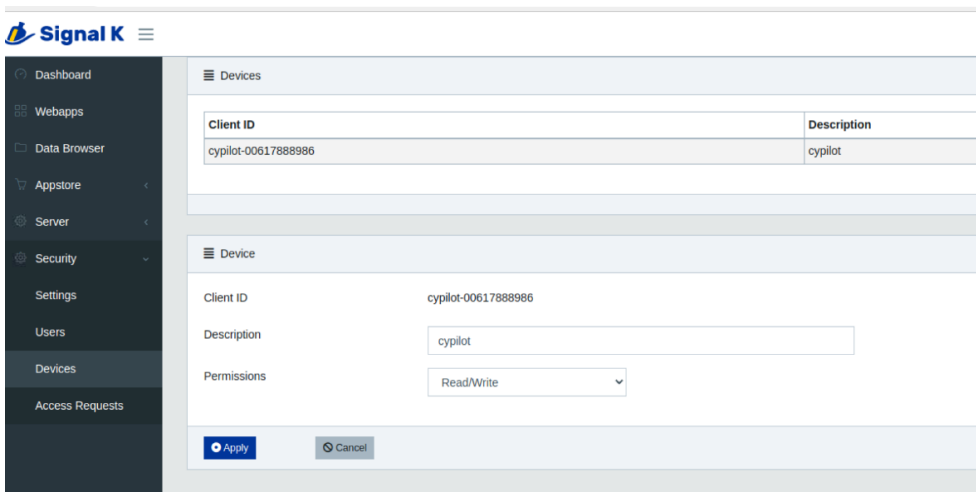 Signal K
Dashboard
Webapps
Data Browser
Appstore
Server
Security
Settings
Users
Devices
Access Requests
Devices
Client ID Description
cypilot-00617888986 cypilot
Device
Client ID cypilot-00617888986
Description cypilot
Permissions Read/Write
Apply Cancel